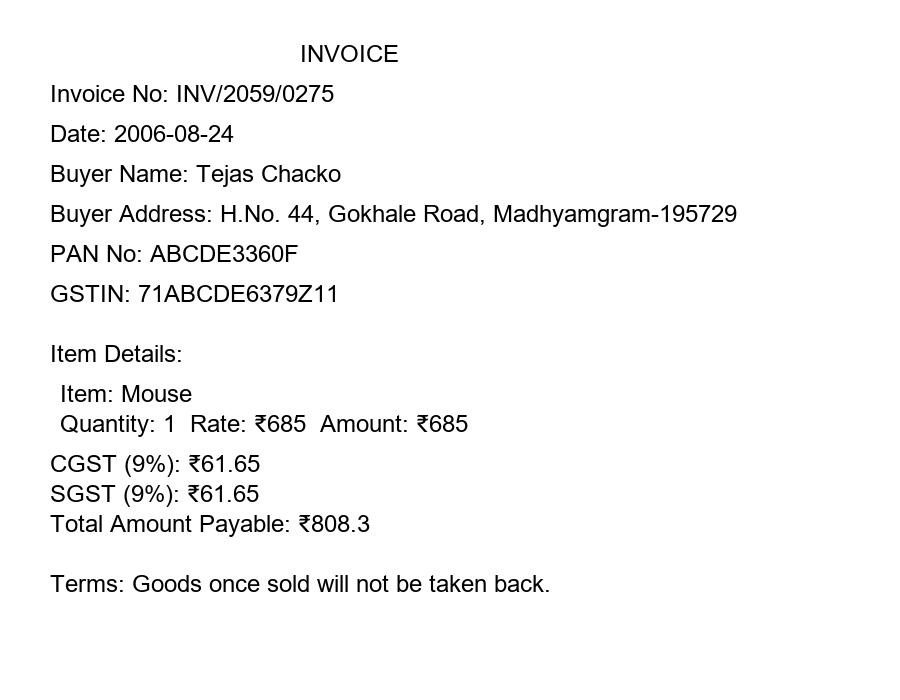 INVOICE
Invoice No: INV/2059/0275
Date: 2006-08-24
Buyer Name: Tejas Chacko
Buyer Address: H.No. 44, Gokhale Road, Madhyamgram-195729
PAN No: ABCDE3360F
GSTIN: 71ABCDE6379Z11
Item Details:
Item: Mouse
Quantity: 1  Rate: ₹685  Amount: ₹685
CGST (9%): ₹61.65
SGST (9%): ₹61.65
Total Amount Payable: ₹808.3
Terms: Goods once sold will not be taken back.